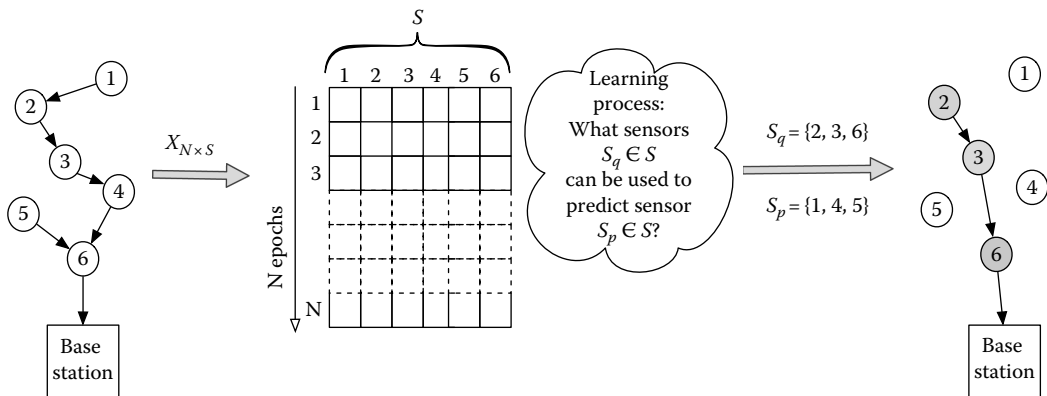 1
2
3
4
5
6
Base
station
X_{N×S}
S
1 2 3 4 5 6
1
2
3
N
N epochs
Learning
process:
What sensors
S_q ∈ S
can be used to
predict sensor
S_p ∈ S?
S_q = {2, 3, 6}
S_p = {1, 4, 5}
1
2
3
4
5
6
Base
station